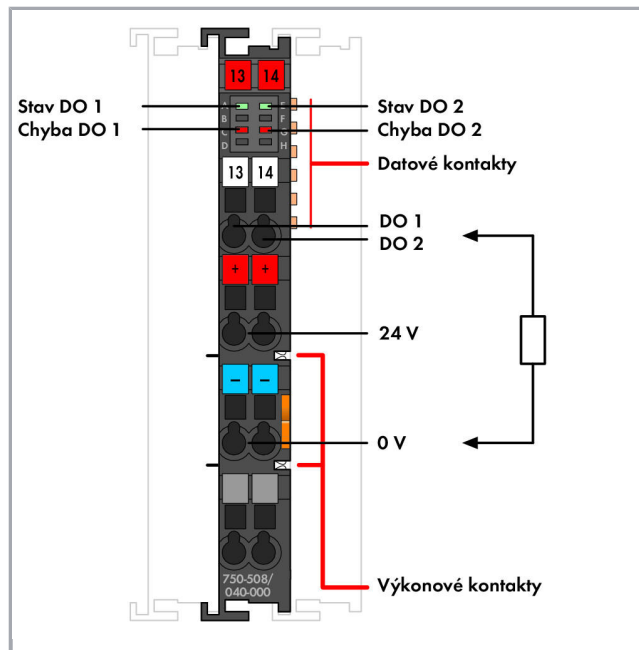 13 14
Stav DO 1
A E
Stav DO 2
B F
Chyba DO 1
C G
Chyba DO 2
D H
Datové kontakty
13 14
DO 1
DO 2
+ +
24 V
− −
0 V
750-508/
040-000
Výkonové kontakty